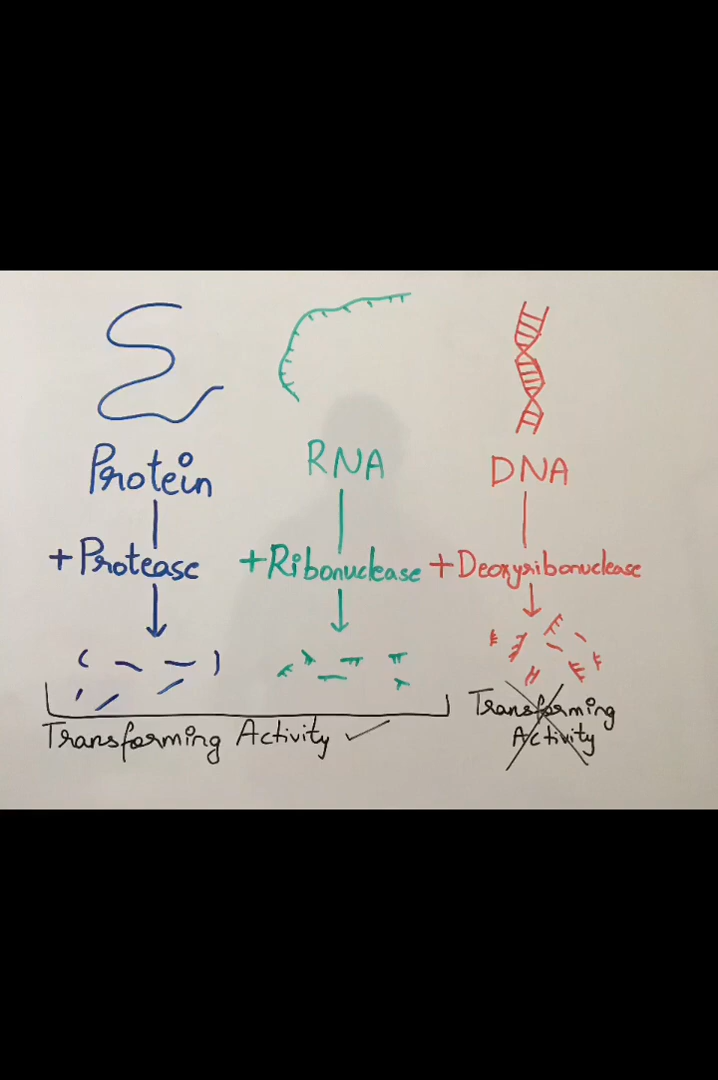 Protein
RNA
DNA
+Protease
+Ribonuclease
+Deoxyribonuclease
Transforming Activity ✓
Transforming
Activity